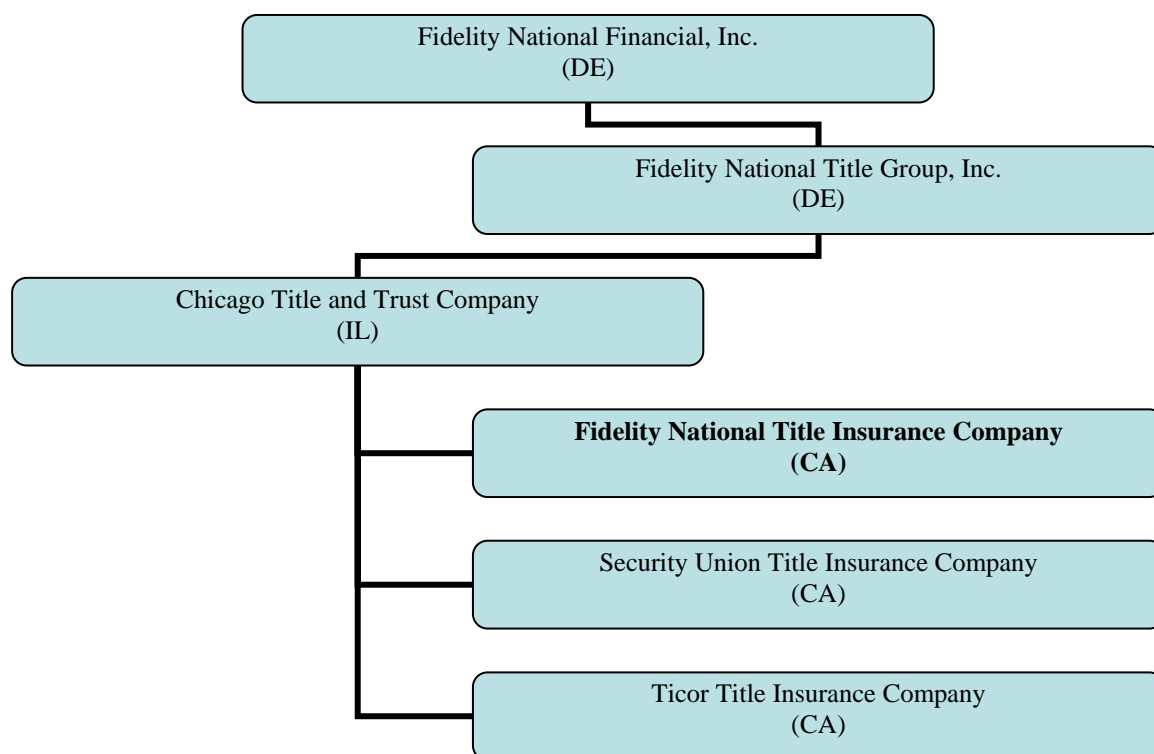 Fidelity National Financial, Inc.
(DE)
Fidelity National Title Group, Inc.
(DE)
Chicago Title and Trust Company
(IL)
Fidelity National Title Insurance Company
(CA)
Security Union Title Insurance Company
(CA)
Ticor Title Insurance Company
(CA)